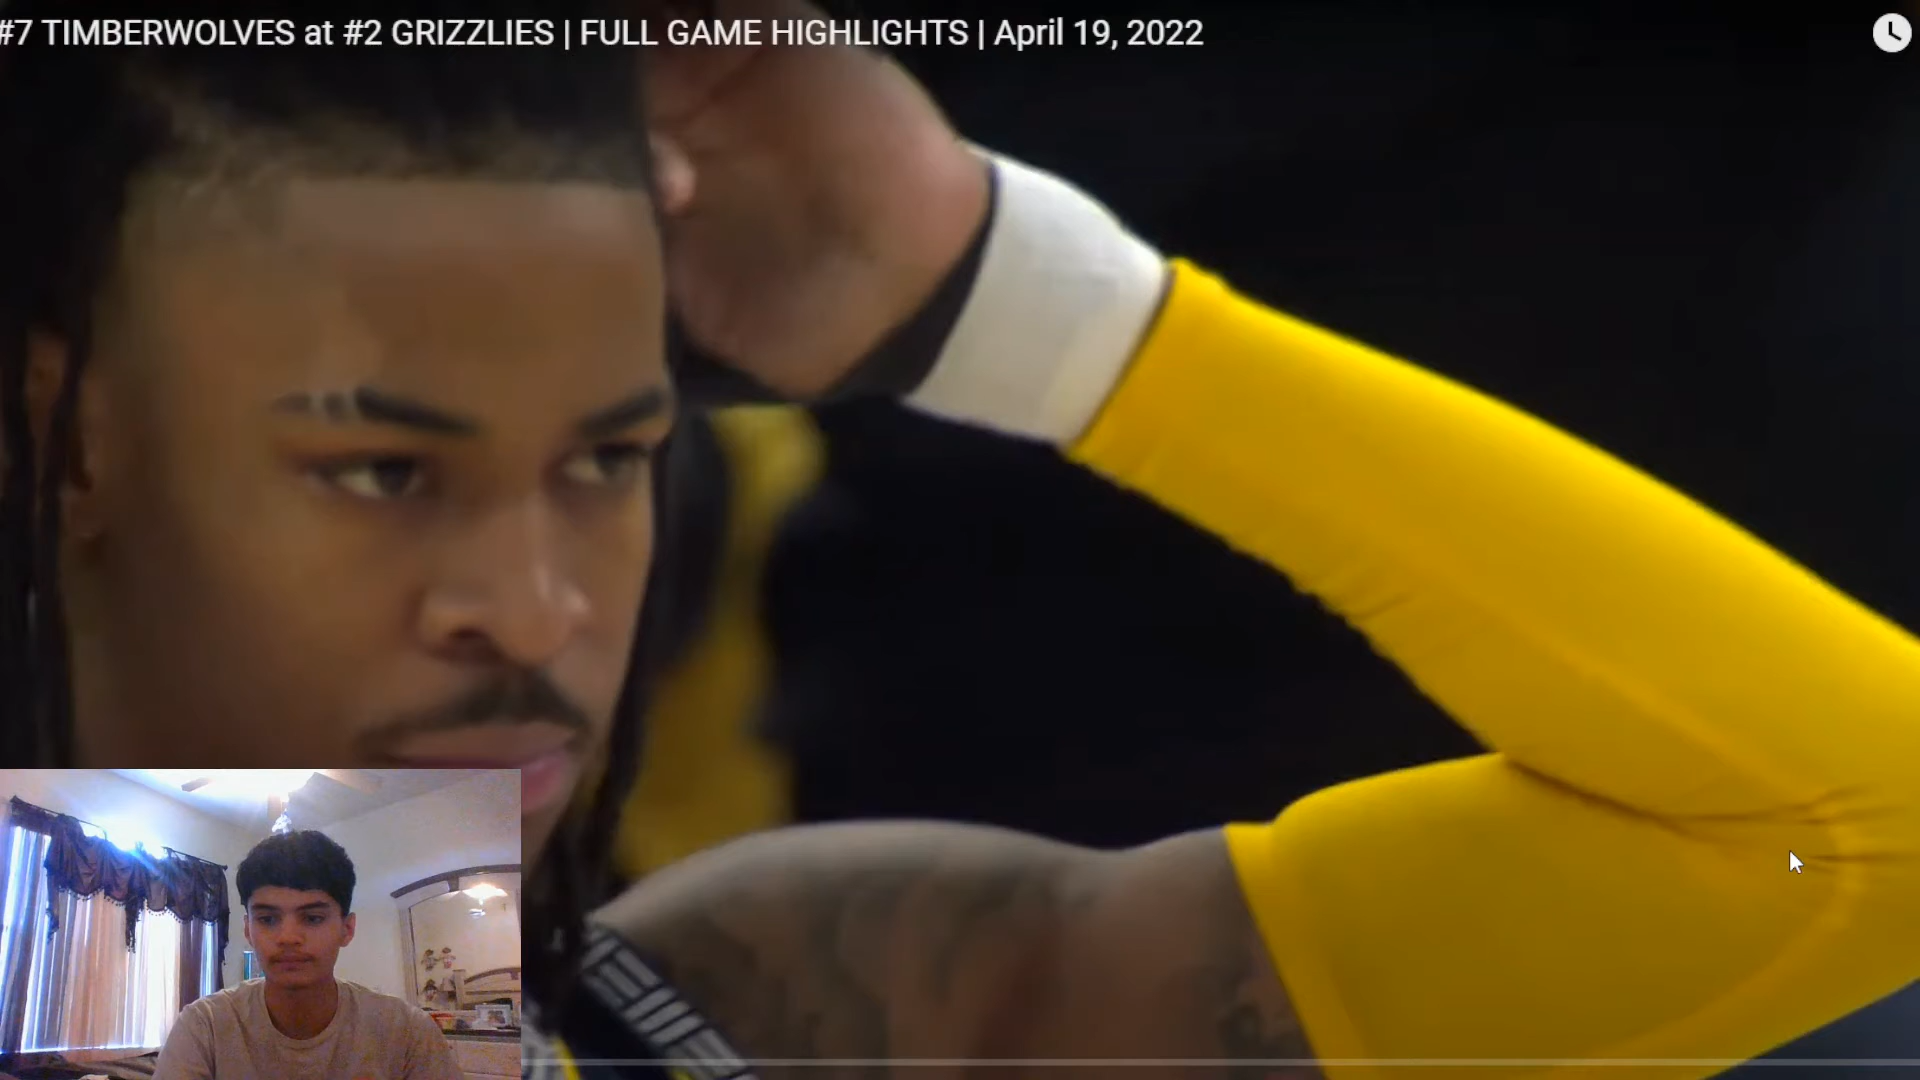 #7 TIMBERWOLVES at #2 GRIZZLIES | FULL GAME HIGHLIGHTS | April 19, 2022